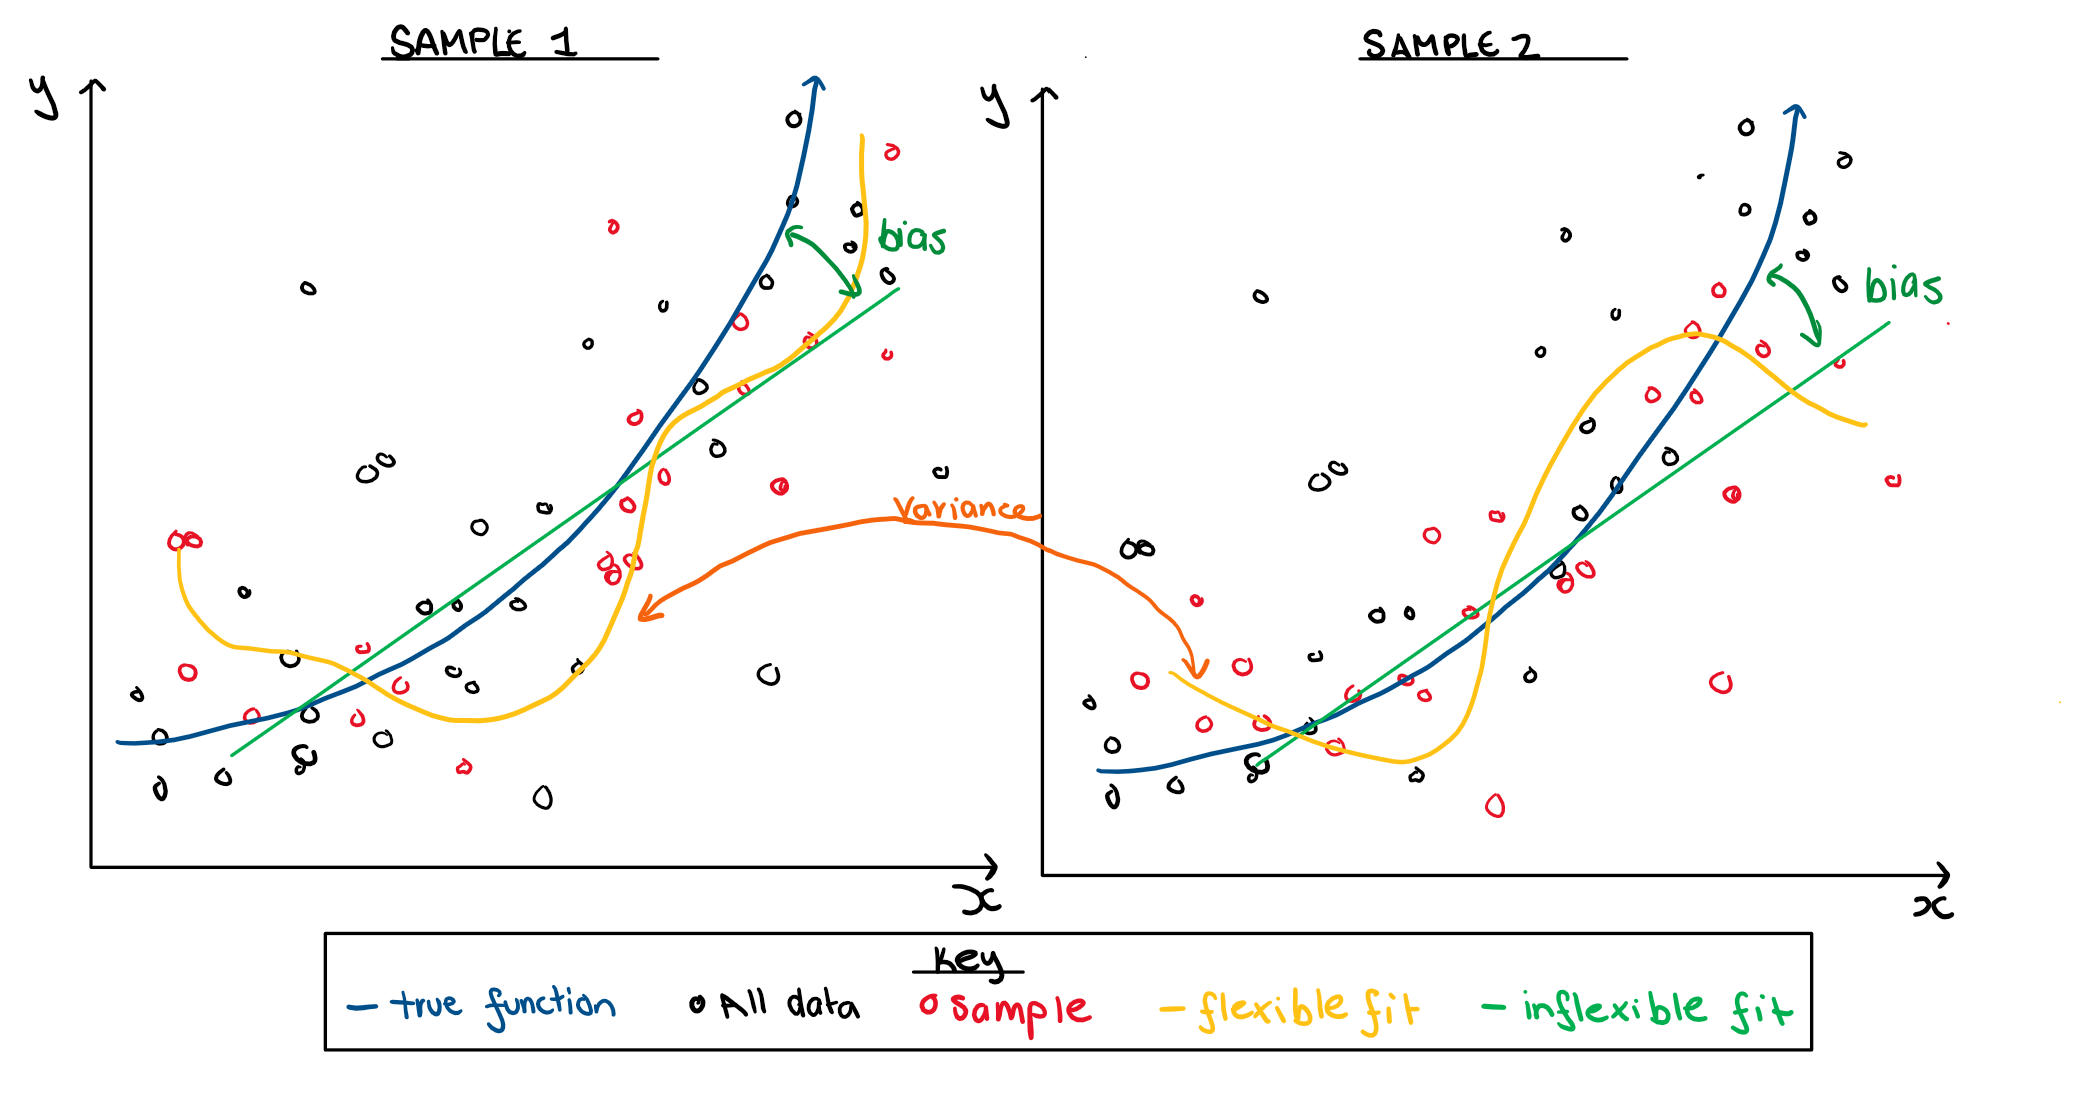 SAMPLE 1
SAMPLE 2
y
y
bias
bias
Variance
x
x
Key
true function
All data
sample
flexible fit
inflexible fit